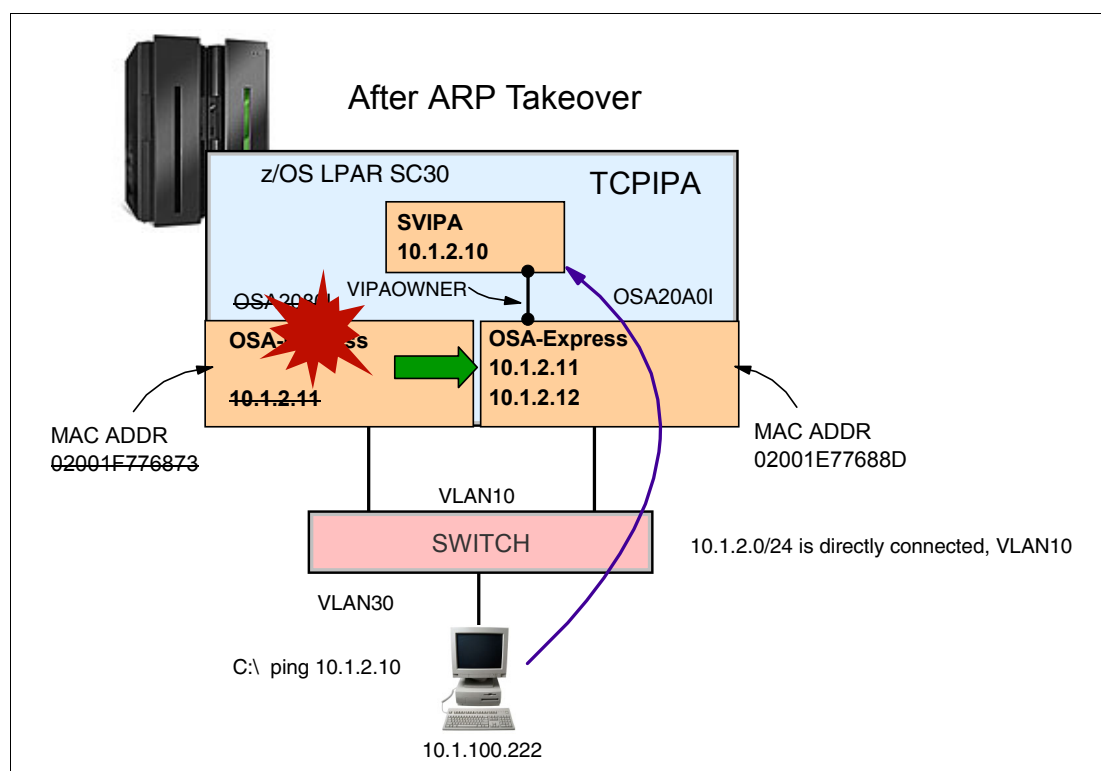 After ARP Takeover
z/OS LPAR SC30
TCPIPA
SVIPA
10.1.2.10
VIPAOWNER
OSA20A0I
OSA-Express
10.1.2.11
OSA-Express
10.1.2.11
10.1.2.12
MAC ADDR
02001F776873
MAC ADDR
02001E77688D
VLAN10
SWITCH
10.1.2.0/24 is directly connected, VLAN10
VLAN30
C:\ ping 10.1.2.10
10.1.100.222